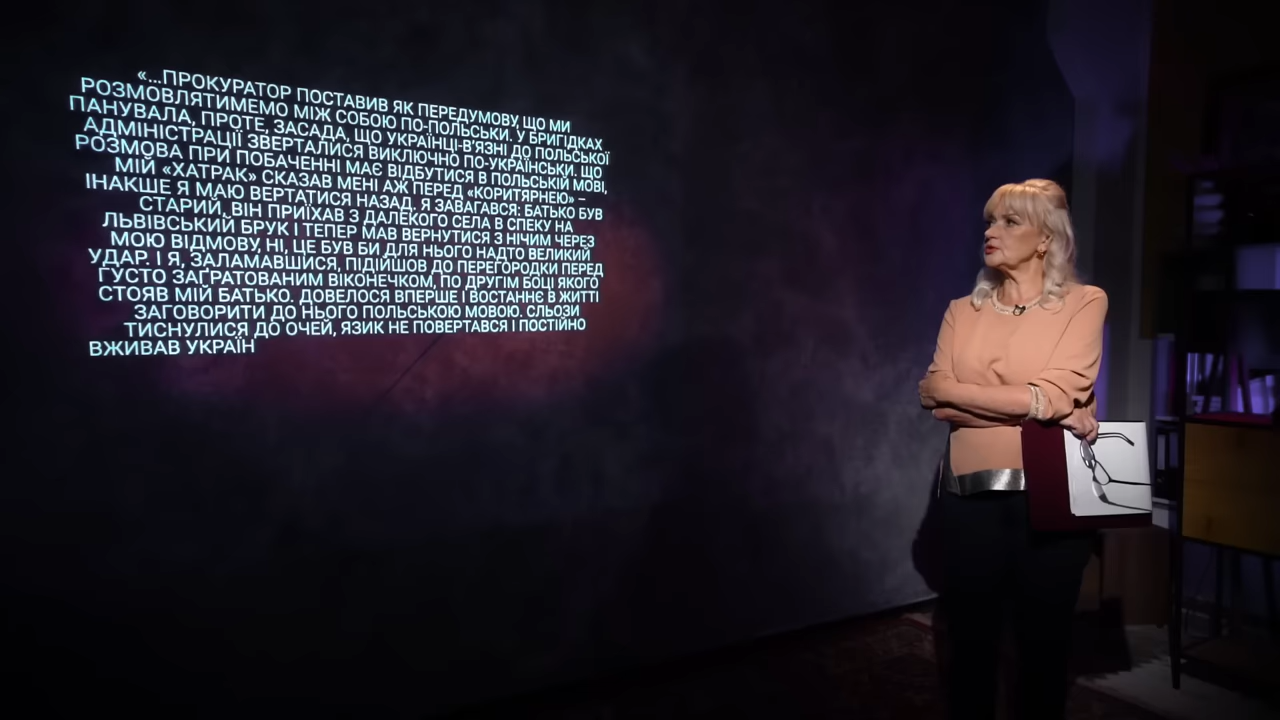 «...ПРОКУРАТОР ПОСТАВИВ ЯК ПЕРЕДУМОВУ, ЩО МИ
РОЗМОВЛЯТИМЕМО МІЖ СОБОЮ ПО-ПОЛЬСЬКИ. У БРИГІДКАХ
ПАНУВАЛА, ПРОТЕ, ЗАСАДА, ЩО УКРАЇНЦІ-В'ЯЗНІ ДО ПОЛЬСЬКОЇ
АДМІНІСТРАЦІЇ ЗВЕРТАЛИСЯ ВИКЛЮЧНО ПО-УКРАЇНСЬКИ. ЩО
РОЗМОВА ПРИ ПОБАЧЕННІ МАЄ ВІДБУТИСЯ В ПОЛЬСЬКІЙ МОВІ,
МІЙ «ХАТРАК» СКАЗАВ МЕНІ АЖ ПЕРЕД «КОРИТЯРНЕЮ» –
ІНАКШЕ Я МАЮ ВЕРТАТИСЯ НАЗАД. Я ЗАВАГАВСЯ: БАТЬКО БУВ
СТАРИЙ, ВІН ПРИЇХАВ З ДАЛЕКОГО СЕЛА В СПЕКУ НА
ЛЬВІВСЬКИЙ БРУК І ТЕПЕР МАВ ВЕРНУТИСЯ З НІЧИМ ЧЕРЕЗ
МОЮ ВІДМОВУ, НІ, ЦЕ БУВ БИ ДЛЯ НЬОГО НАДТО ВЕЛИКИЙ
УДАР. І Я, ЗАЛАМАВШИСЯ, ПІДІЙШОВ ДО ПЕРЕГОРОДКИ ПЕРЕД
ГУСТО ЗАҐРАТОВАНИМ ВІКОНЕЧКОМ, ПО ДРУГІМ БОЦІ ЯКОГО
СТОЯВ МІЙ БАТЬКО. ДОВЕЛОСЯ ВПЕРШЕ І ВОСТАННЄ В ЖИТТІ
ЗАГОВОРИТИ ДО НЬОГО ПОЛЬСЬКОЮ МОВОЮ. СЛЬОЗИ
ТИСНУЛИСЯ ДО ОЧЕЙ, ЯЗИК НЕ ПОВЕРТАВСЯ І ПОСТІЙНО
ВЖИВАВ УКРАЇН